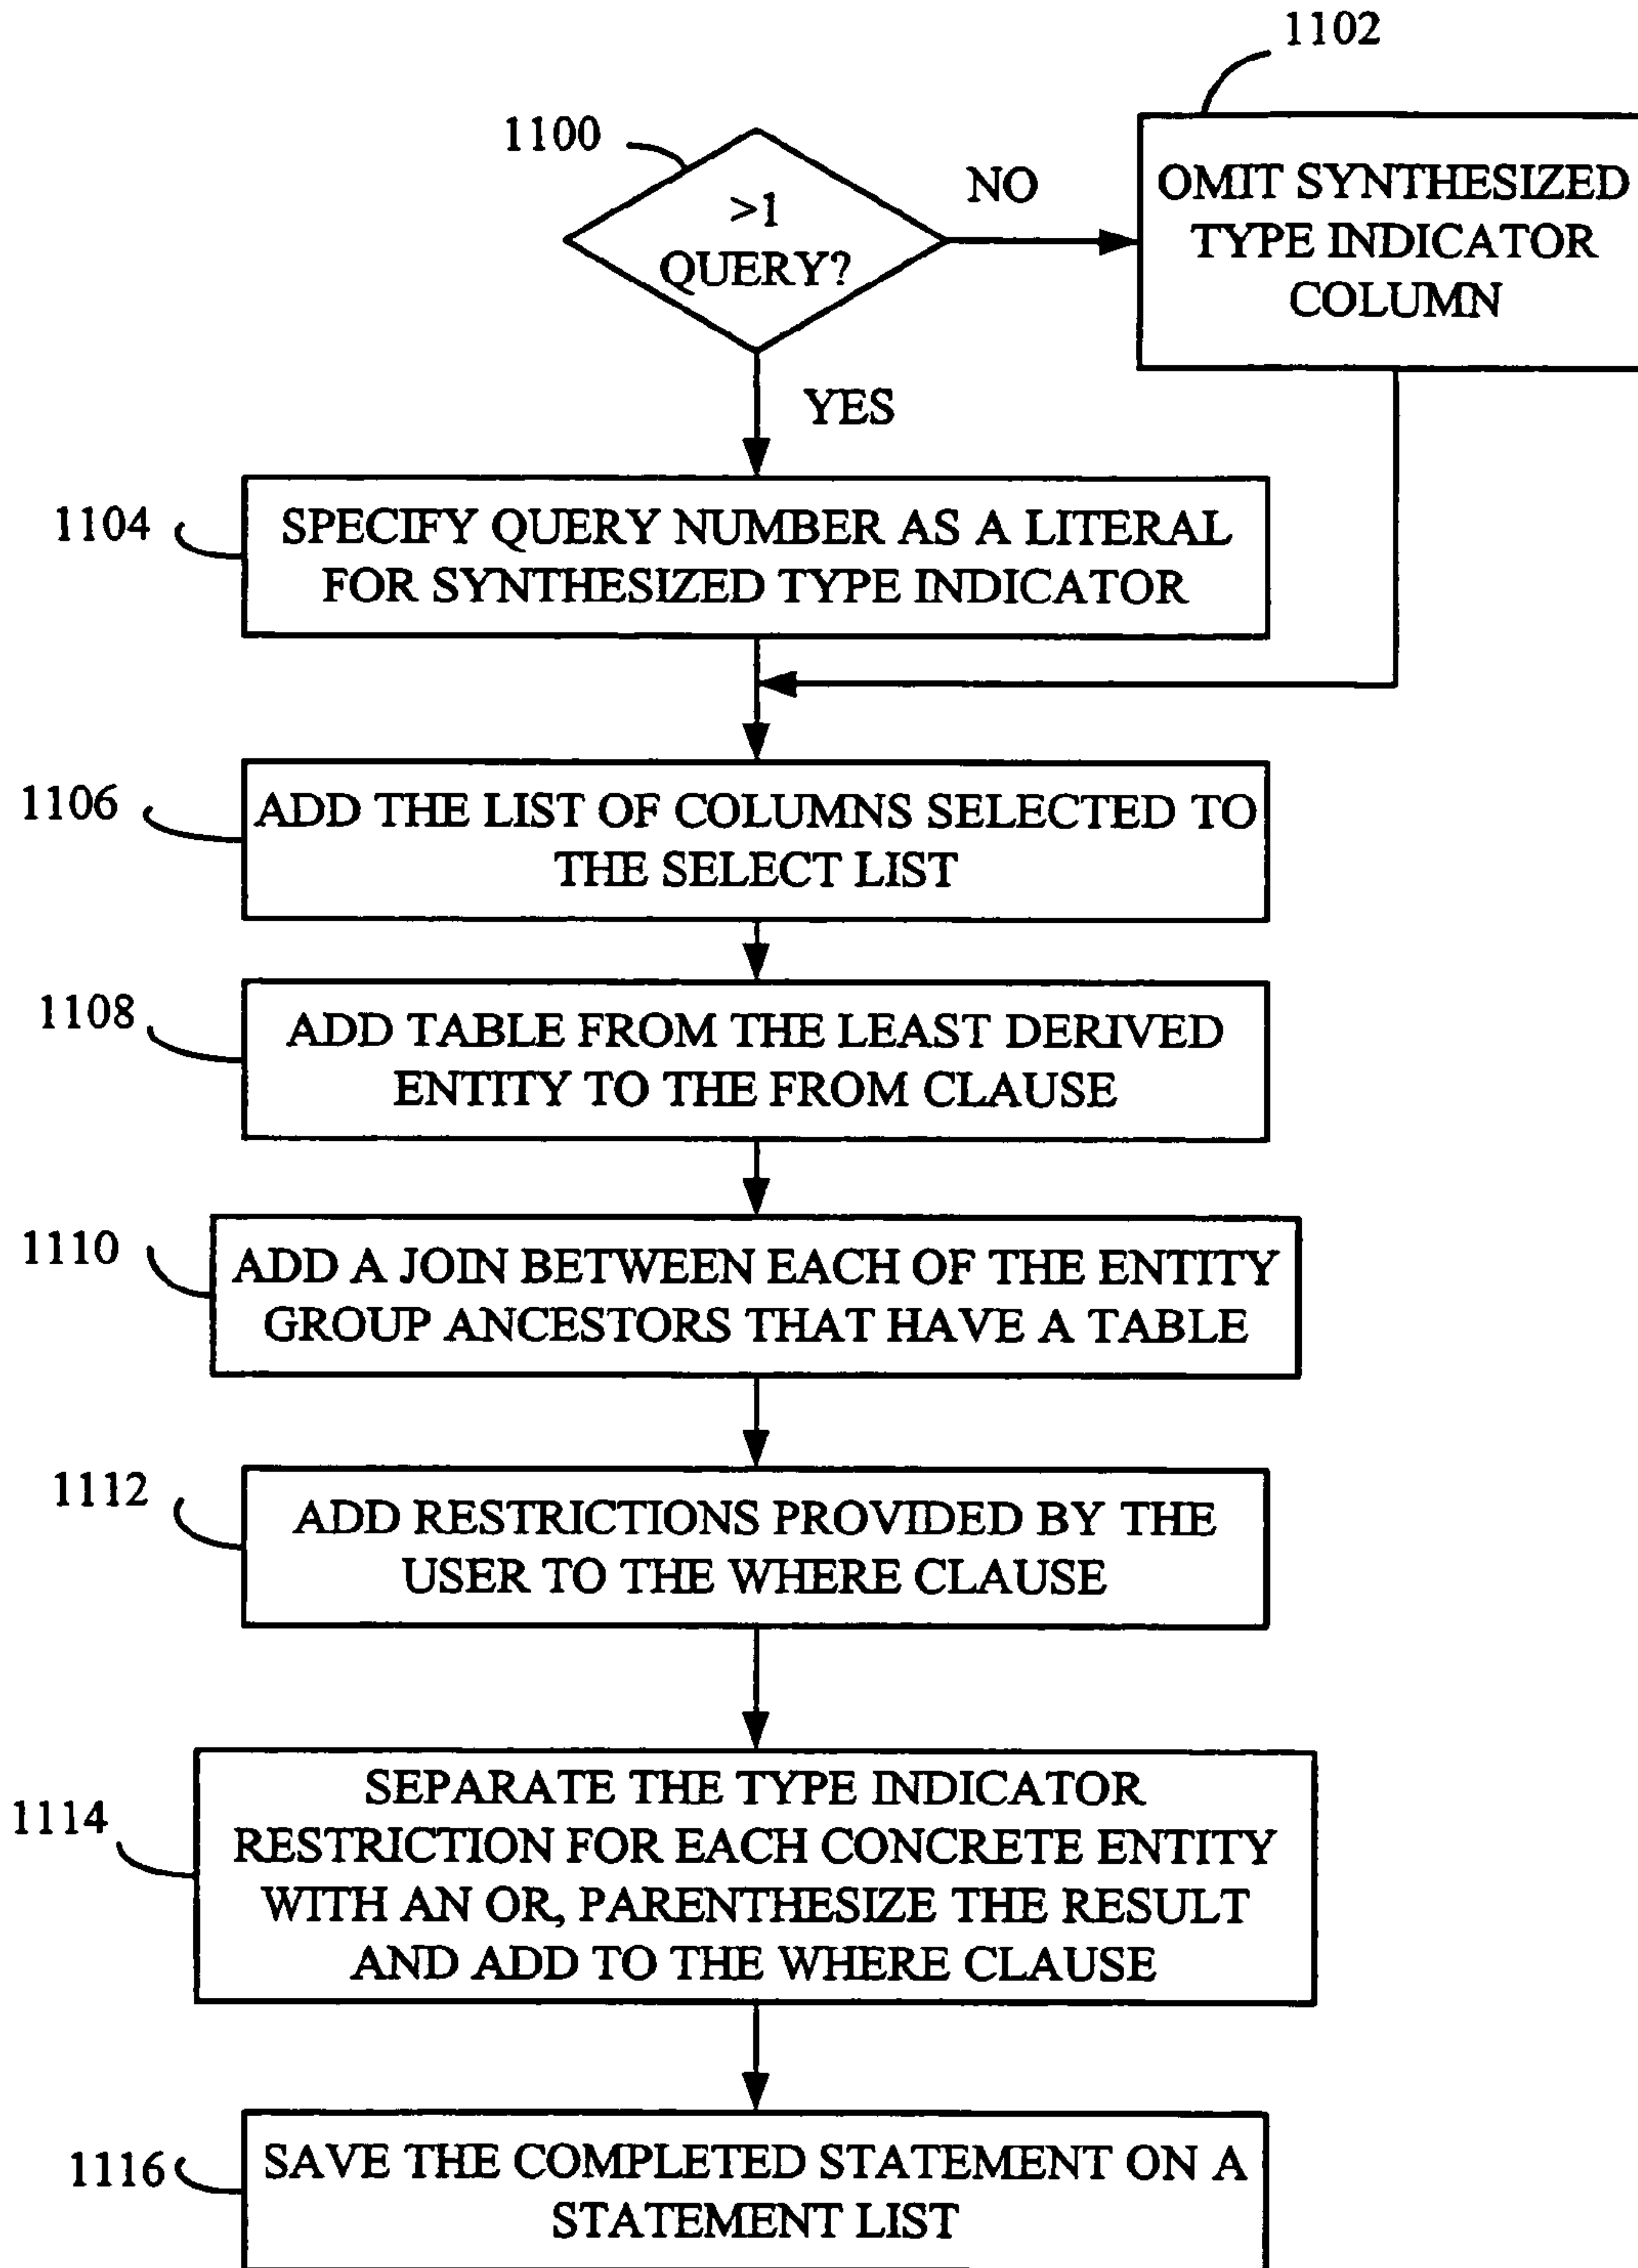 1102
1100
>1
QUERY?
NO
OMIT SYNTHESIZED
TYPE INDICATOR
COLUMN
YES
1104
SPECIFY QUERY NUMBER AS A LITERAL
FOR SYNTHESIZED TYPE INDICATOR
1106
ADD THE LIST OF COLUMNS SELECTED TO
THE SELECT LIST
1108
ADD TABLE FROM THE LEAST DERIVED
ENTITY TO THE FROM CLAUSE
1110
ADD A JOIN BETWEEN EACH OF THE ENTITY
GROUP ANCESTORS THAT HAVE A TABLE
1112
ADD RESTRICTIONS PROVIDED BY THE
USER TO THE WHERE CLAUSE
1114
SEPARATE THE TYPE INDICATOR
RESTRICTION FOR EACH CONCRETE ENTITY
WITH AN OR, PARENTHESIZE THE RESULT
AND ADD TO THE WHERE CLAUSE
1116
SAVE THE COMPLETED STATEMENT ON A
STATEMENT LIST